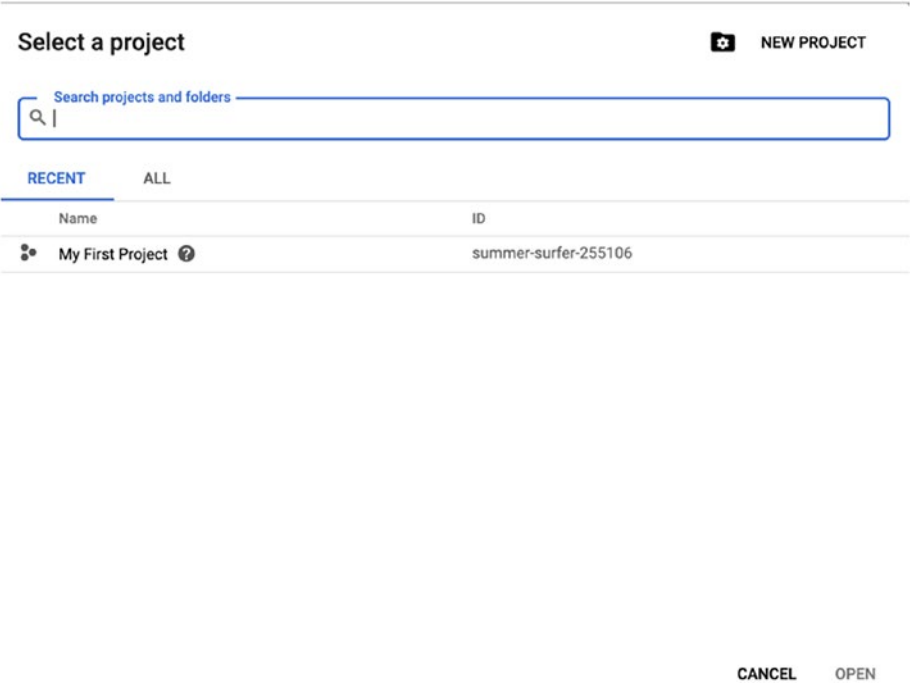 Select a project
NEW PROJECT
Search projects and folders
RECENT ALL
Name ID
My First Project summer-surfer-255106
CANCEL OPEN